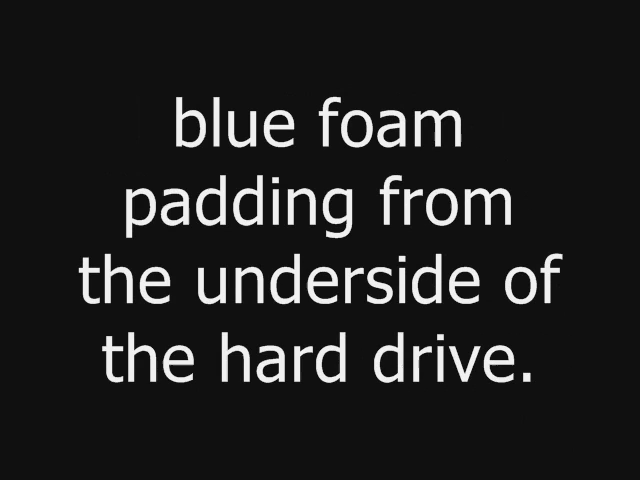 blue foam
padding from
the underside of
the hard drive.